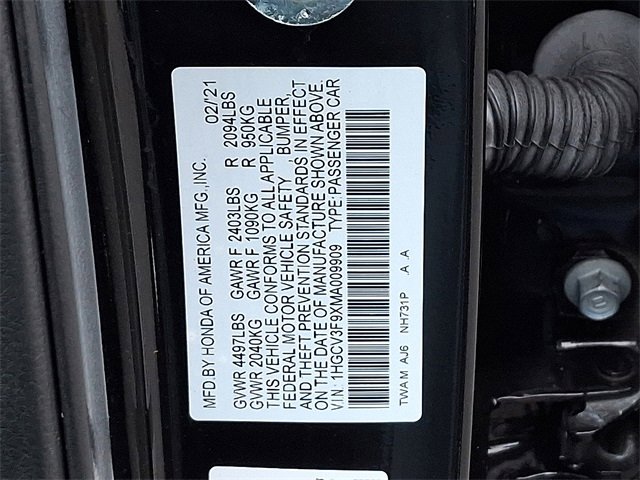 MFD.BY HONDA OF AMERICA MFG.,INC. 02/'21
GVWR 4497LBS GAWR F 2403LBS R 2094LBS
GVWR 2040KG GAWR F 1090KG R 950KG
THIS VEHICLE CONFORMS TO ALL APPLICABLE
FEDERAL MOTOR VEHICLE SAFETY , BUMPER,
AND THEFT PREVENTION STANDARDS IN EFFECT
ON THE DATE OF MANUFACTURE SHOWN ABOVE.
V.I.N.: 1HGCV3F9XMA009909 TYPE:PASSENGER CAR
TWAM AJ6 NH731P .A .A